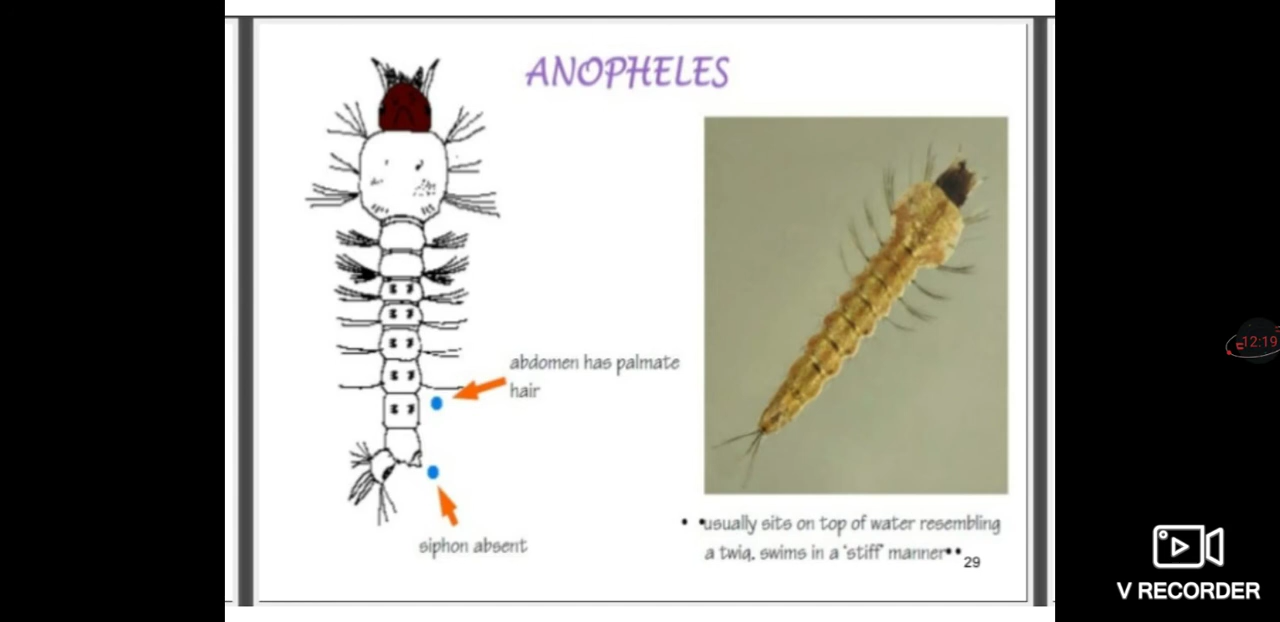 ANOPHELES
abdomen has palmate
hair
siphon absent
• •usually sits on top of water resembling
a twig, swims in a 'stiff' manner••
29
12:19
V RECORDER